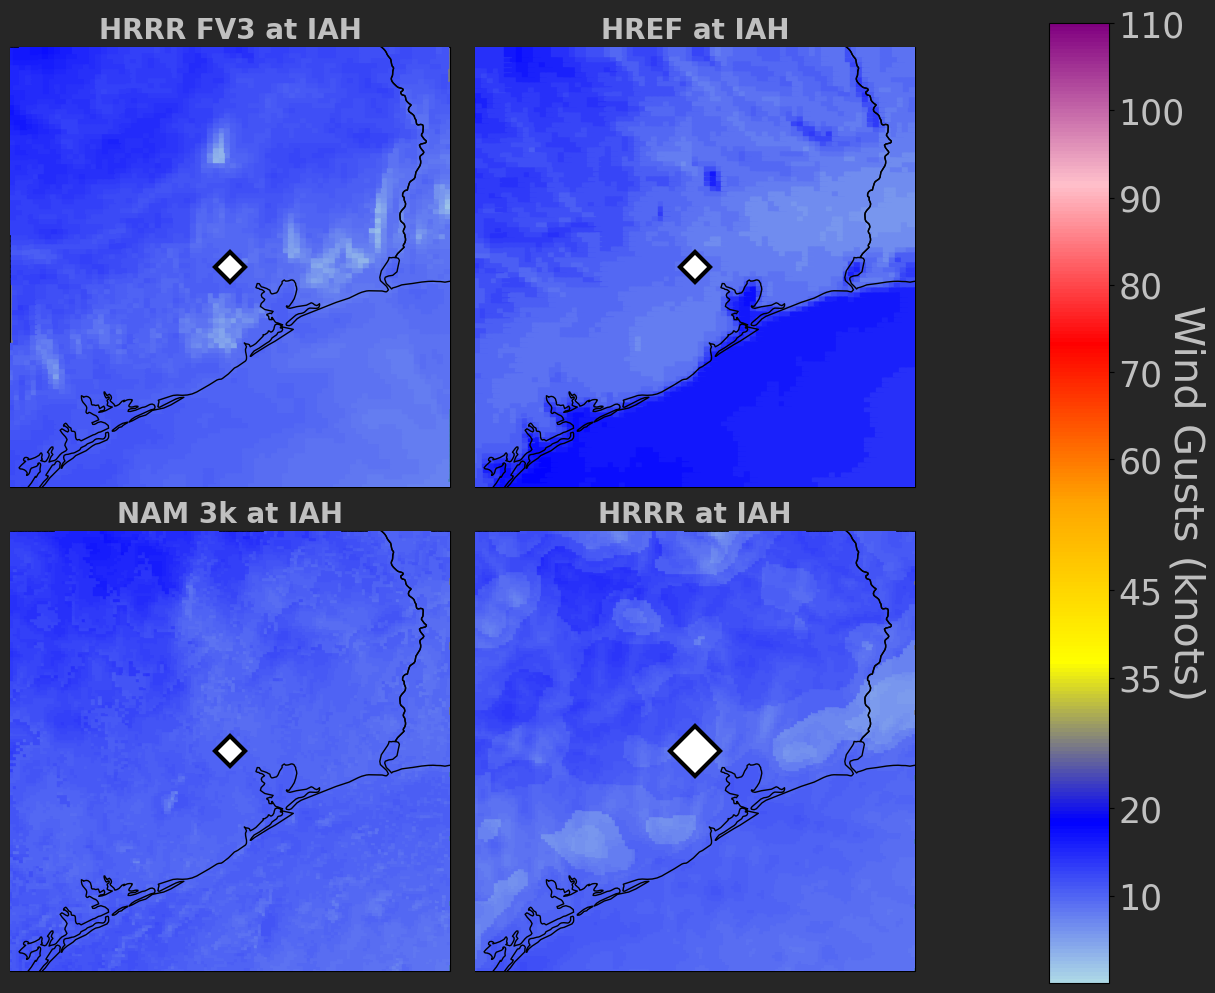 HRRR FV3 at IAH
HREF at IAH
NAM 3k at IAH
HRRR at IAH
110
100
90
80
70
60
45
35
20
10
Wind Gusts (knots)